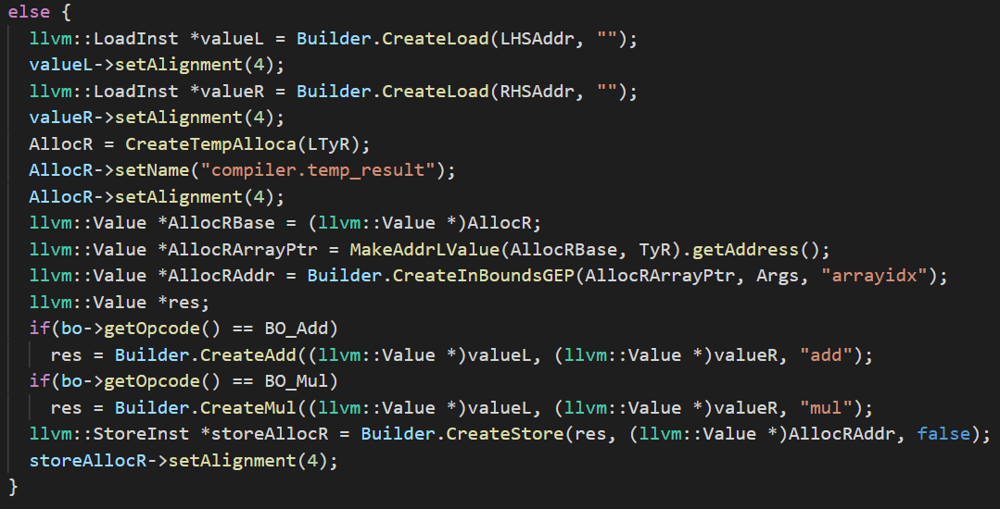 else {
  llvm::LoadInst *valueL = Builder.CreateLoad(LHSAddr, "");
  valueL->setAlignment(4);
  llvm::LoadInst *valueR = Builder.CreateLoad(RHSAddr, "");
  valueR->setAlignment(4);
  AllocR = CreateTempAlloca(LTyR);
  AllocR->setName("compiler.temp_result");
  AllocR->setAlignment(4);
  llvm::Value *AllocRBase = (llvm::Value *)AllocR;
  llvm::Value *AllocRArrayPtr = MakeAddrLValue(AllocRBase, TyR).getAddress();
  llvm::Value *AllocRAddr = Builder.CreateInBoundsGEP(AllocRArrayPtr, Args, "arrayidx");
  llvm::Value *res;
  if(bo->getOpcode() == BO_Add)
    res = Builder.CreateAdd((llvm::Value *)valueL, (llvm::Value *)valueR, "add");
  if(bo->getOpcode() == BO_Mul)
    res = Builder.CreateMul((llvm::Value *)valueL, (llvm::Value *)valueR, "mul");
  llvm::StoreInst *storeAllocR = Builder.CreateStore(res, (llvm::Value *)AllocRAddr, false);
  storeAllocR->setAlignment(4);
}